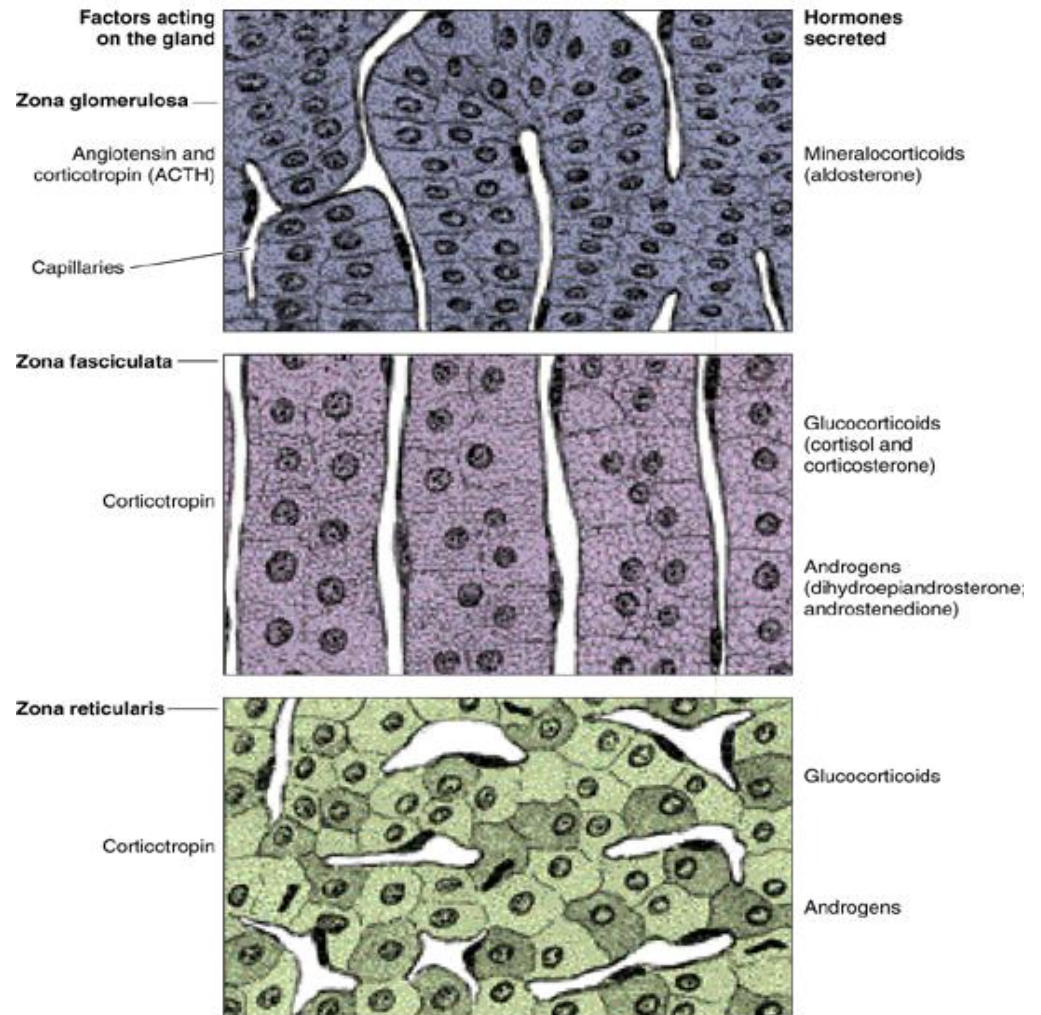 Factors acting
on the gland
Hormones
secreted
Zona glomerulosa
Angiotensin and
corticotropin (ACTH)
Mineralocorticoids
(aldosterone)
Capillaries
Zona fasciculata
Glucocorticoids
(cortisol and
corticosterone)
Corticotropin
Androgens
(dihydroepiandrosterone;
androstenedione)
Zona reticularis
Glucocorticoids
Corticotropin
Androgens